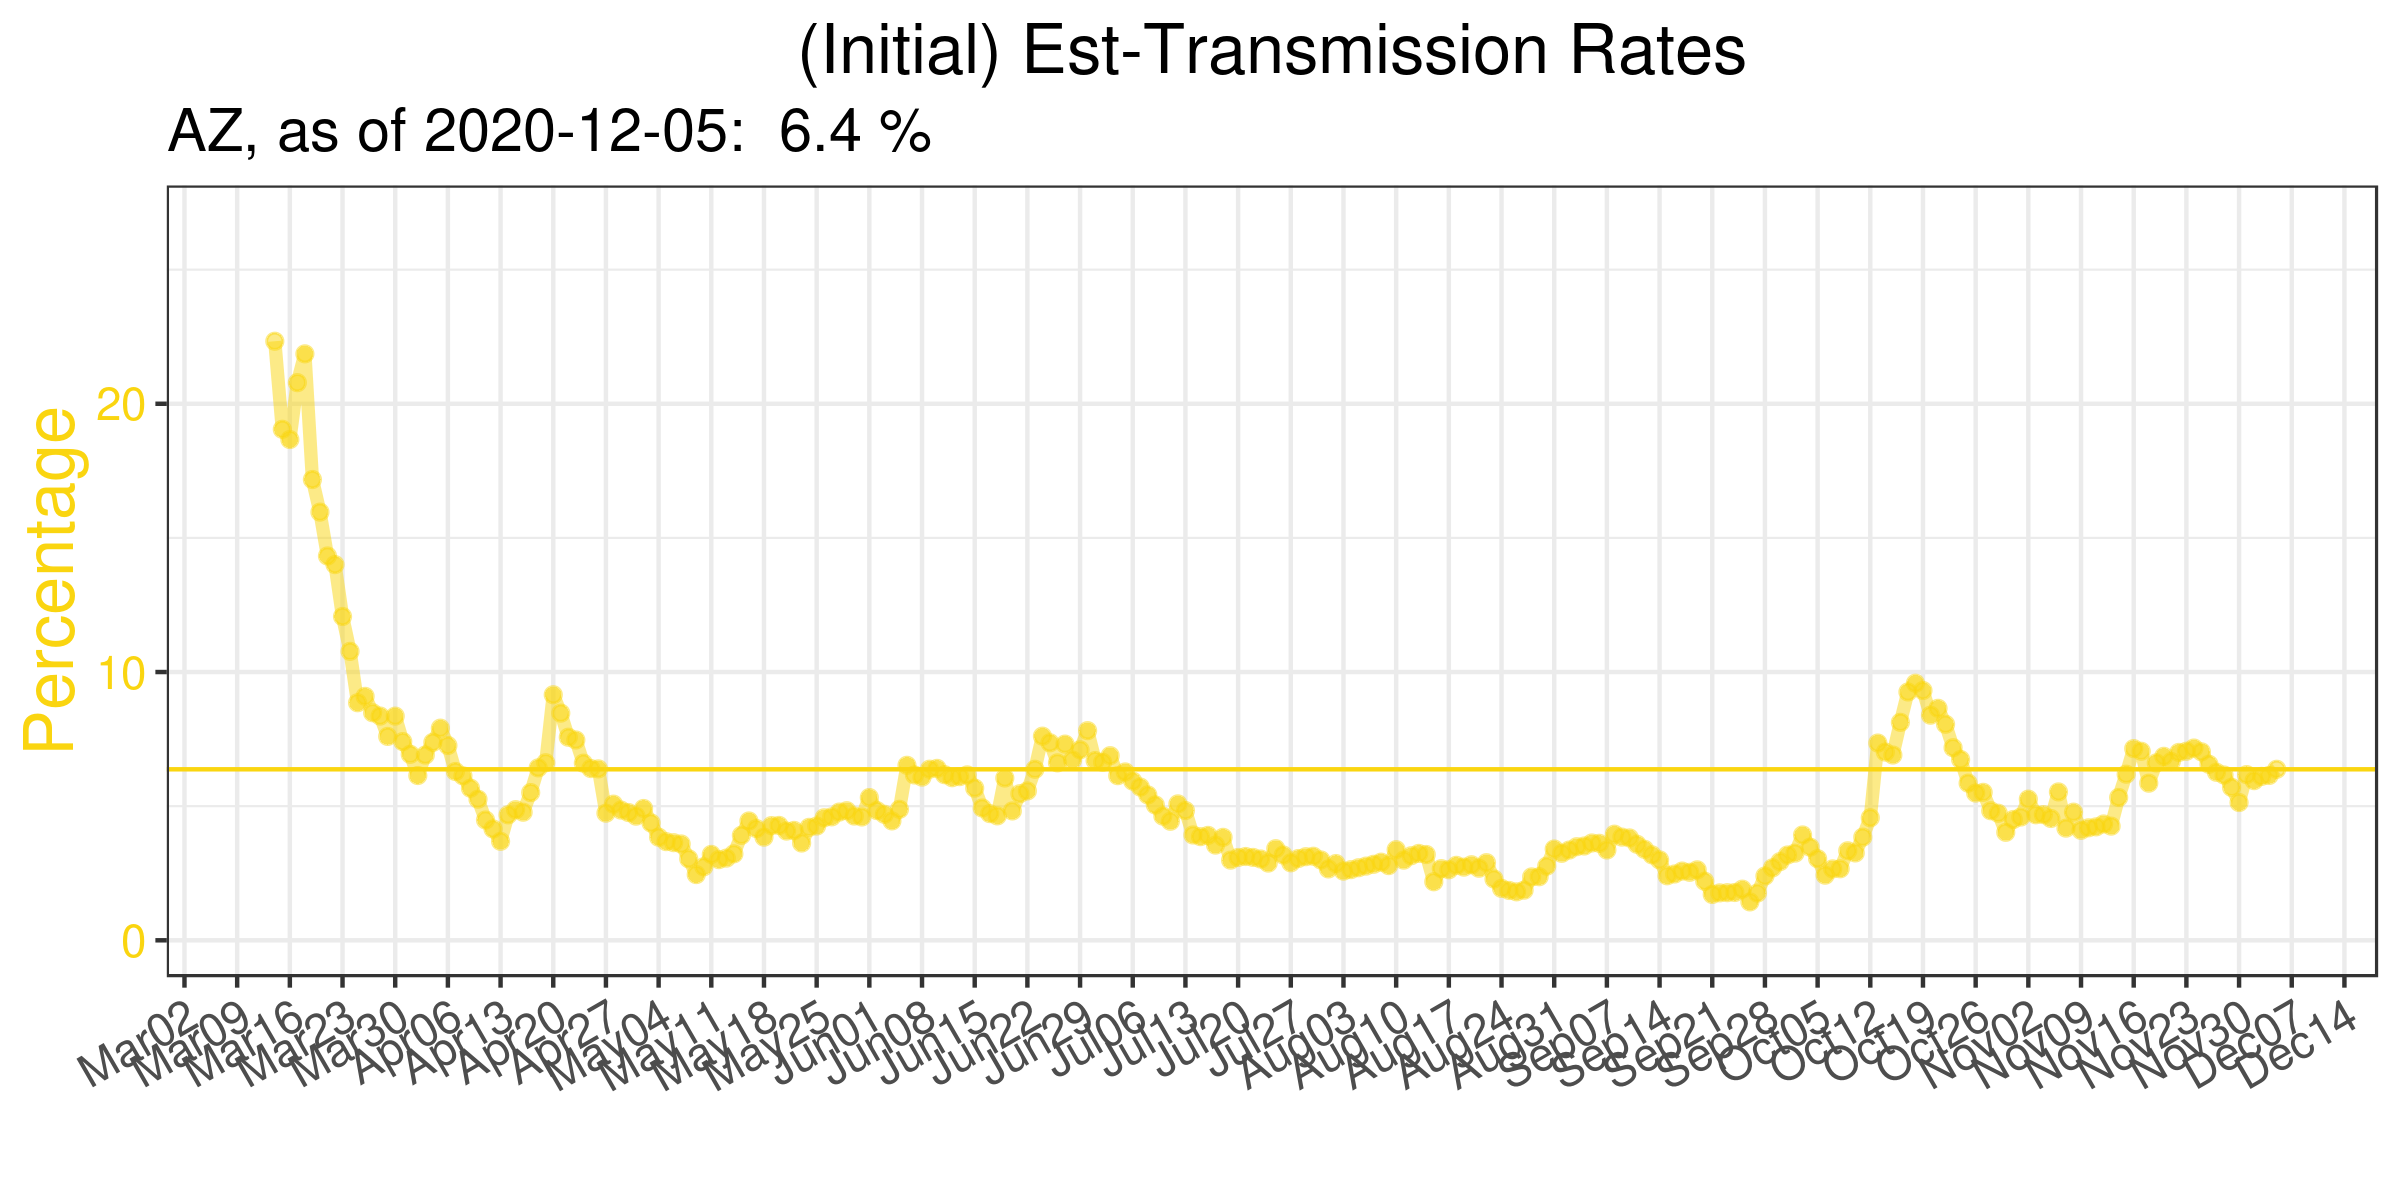 (Initial) Est-Transmission Rates
AZ, as of 2020-12-05:  6.4 %
Percentage
20
10
0
Mar02
Mar09
Mar16
Mar23
Mar30
Apr06
Apr13
Apr20
Apr27
May04
May11
May18
May25
Jun01
Jun08
Jun15
Jun22
Jun29
Jul06
Jul13
Jul20
Jul27
Aug03
Aug10
Aug17
Aug24
Aug31
Sep07
Sep14
Sep21
Sep28
Oct05
Oct12
Oct19
Oct26
Nov02
Nov09
Nov16
Nov23
Nov30
Dec07
Dec14